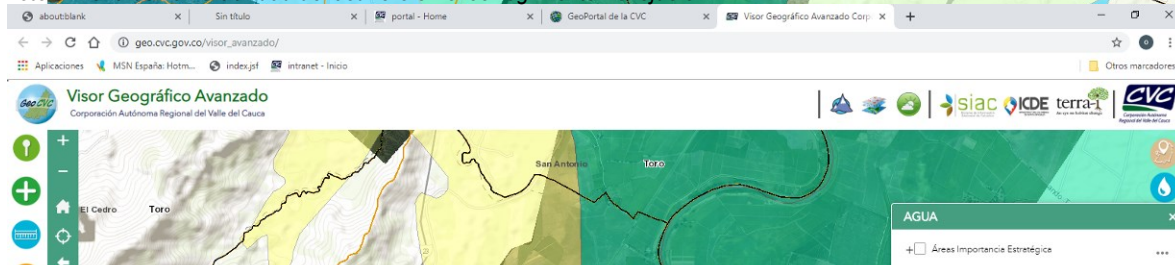 about:blank
Sin título
portal - Home
GeoPortal de la CVC
Visor Geográfico Avanzado Corp
geo.cvc.gov.co/visor_avanzado/
Aplicaciones
MSN España: Hotm...
index.jsf
intranet - Inicio
Otros marcadores
Geo CVC
Visor Geográfico Avanzado
Corporación Autónoma Regional del Valle del Cauca
siac
ICDE
terra-i
CVC
Corporación Autónoma
Regional del Valle del Cauca
San Antonio
Toro
El Cedro
Toro
AGUA
Áreas Importancia Estratégica